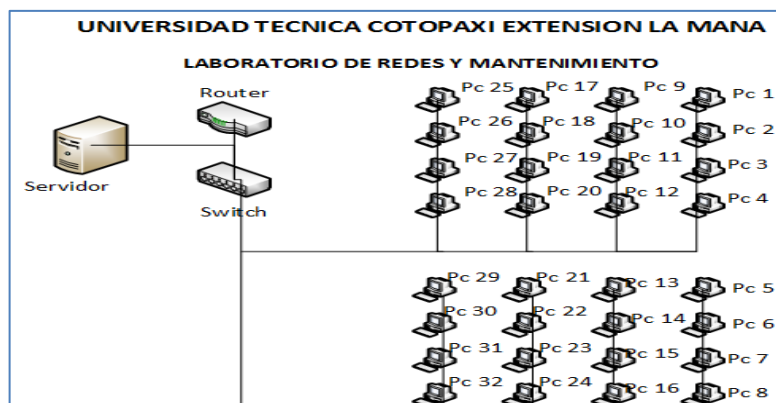 UNIVERSIDAD TECNICA COTOPAXI EXTENSION LA MANA
LABORATORIO DE REDES Y MANTENIMIENTO
Router
Servidor
Switch
Pc 25 Pc 17 Pc 9 Pc 1
Pc 26 Pc 18 Pc 10 Pc 2
Pc 27 Pc 19 Pc 11 Pc 3
Pc 28 Pc 20 Pc 12 Pc 4
Pc 29 Pc 21 Pc 13 Pc 5
Pc 30 Pc 22 Pc 14 Pc 6
Pc 31 Pc 23 Pc 15 Pc 7
Pc 32 Pc 24 Pc 16 Pc 8